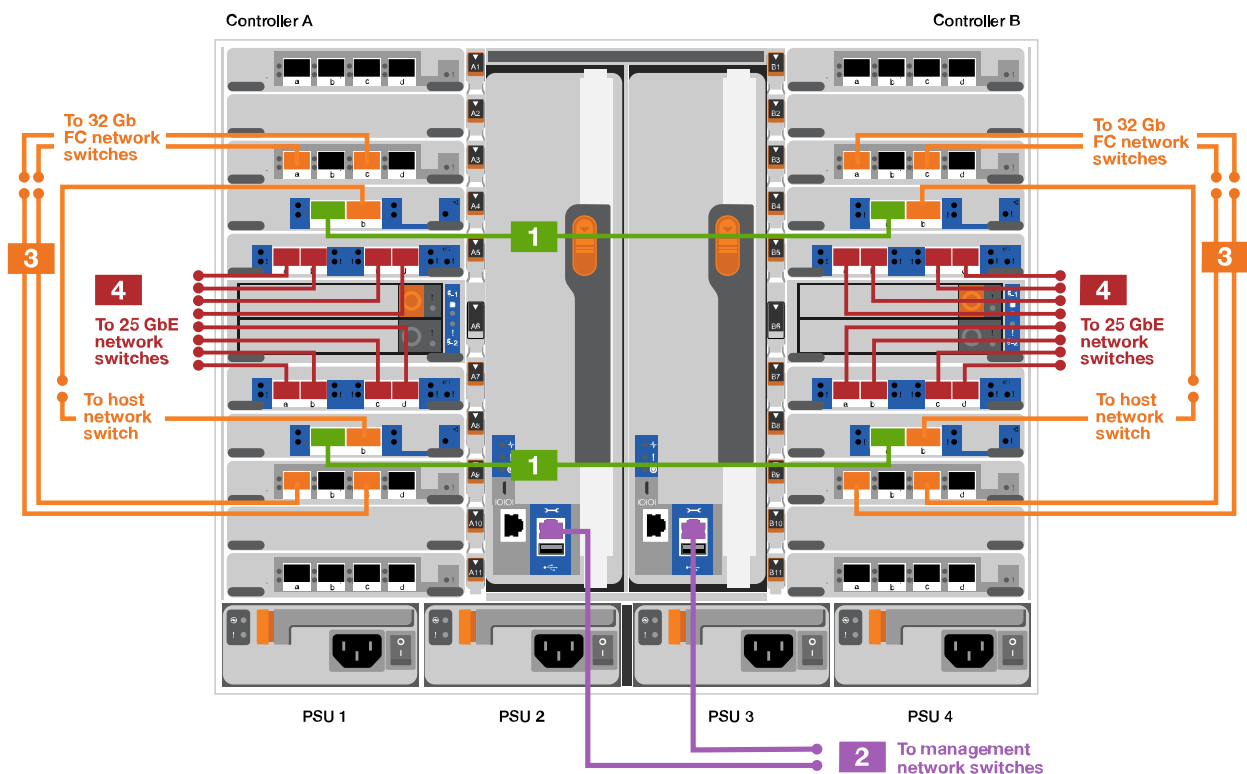 Controller A
Controller B
a b c d
A1
B1
a b c d
A2
B2
To 32 Gb
FC network
switches
a b c d
A3
B3
a b c d
To 32 Gb
FC network
switches
b
A4
B4
b
1
3
A5
B5
3
4
To 25 GbE
network
switches
A6
B6
4
To 25 GbE
network
switches
a b c d
A7
B7
a b c d
To host
network
switch
b
A8
B8
b
To host
network
switch
1
a b c d
A9
B9
a b c d
IOIOI
IOIOI
A10
B10
a b c d
A11
B11
a b c d
PSU 1
PSU 2
PSU 3
PSU 4
2
To management
network switches